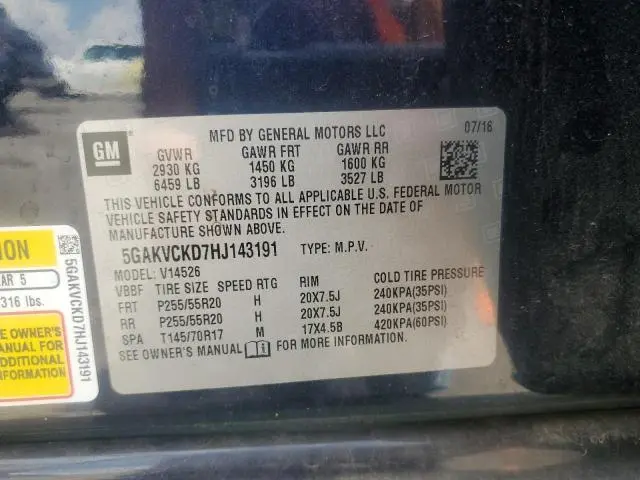 GM
MFD BY GENERAL MOTORS LLC
07/16
GVWR GAWR FRT GAWR RR
2930 KG 1450 KG 1600 KG
6459 LB 3196 LB 3527 LB
THIS VEHICLE CONFORMS TO ALL APPLICABLE U.S. FEDERAL MOTOR
VEHICLE SAFETY STANDARDS IN EFFECT ON THE DATE OF
MANUFACTURE SHOWN ABOVE.
5GAKVCKD7HJ143191 TYPE: M.P.V.
MODEL: V14526
VBBF TIRE SIZE SPEED RTG RIM COLD TIRE PRESSURE
FRT P255/55R20 H 20X7.5J 240KPA(35PSI)
RR P255/55R20 H 20X7.5J 240KPA(35PSI)
SPA T145/70R17 M 17X4.5B 420KPA(60PSI)
SEE OWNER'S MANUAL FOR MORE INFORMATION.
ION
AR 5
316 lbs.
E OWNER'S
ANUAL FOR
DDITIONAL
FORMATION
5GAKVCKD7HJ143191